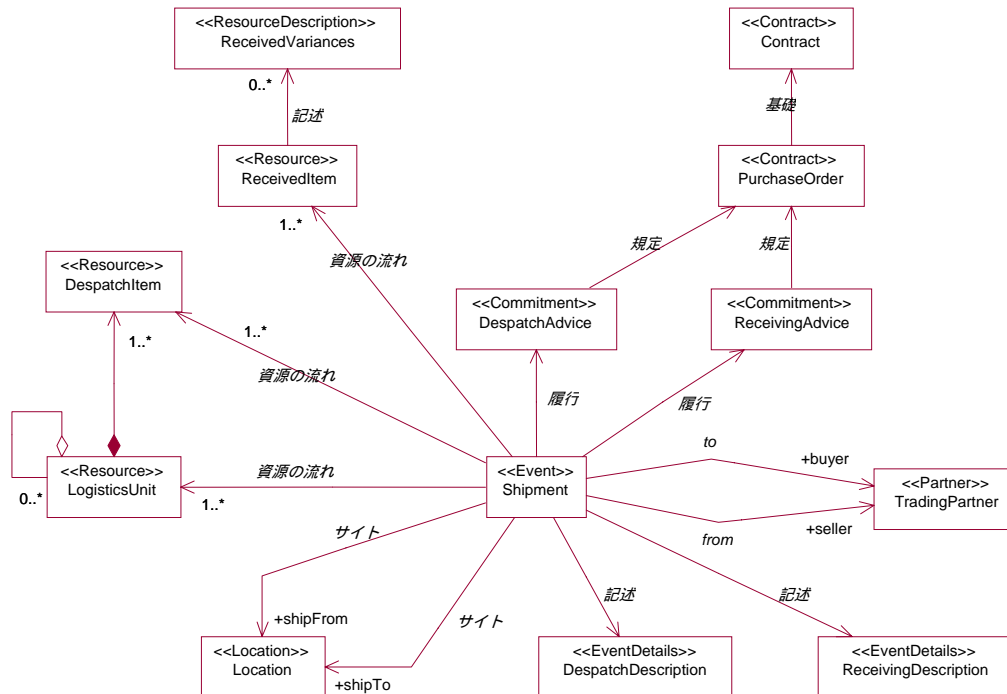 <<ResourceDescription>>
ReceivedVariances
<<Contract>>
Contract
0..*
記述
基礎
<<Resource>>
ReceivedItem
<<Contract>>
PurchaseOrder
1..*
規定
規定
資源の流れ
<<Resource>>
DespatchItem
<<Commitment>>
DespatchAdvice
<<Commitment>>
ReceivingAdvice
1..*
1..*
資源の流れ
履行
履行
to
+buyer
<<Resource>>
LogisticsUnit
0..*
資源の流れ
1..*
<<Event>>
Shipment
<<Partner>>
TradingPartner
+seller
from
サイト
サイト
記述
記述
+shipFrom
<<Location>>
Location
+shipTo
<<EventDetails>>
DespatchDescription
<<EventDetails>>
ReceivingDescription